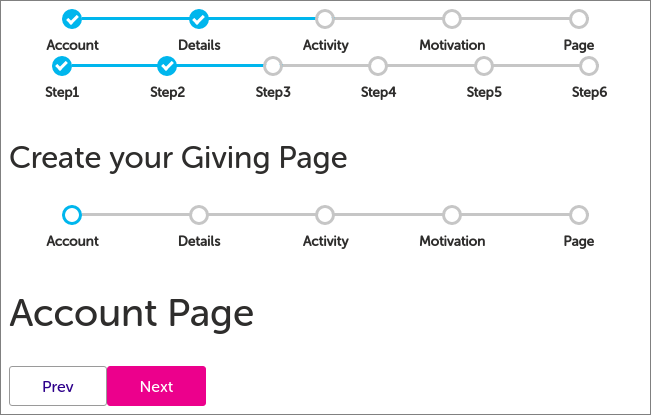 Account Details Activity Motivation Page
Step1 Step2 Step3 Step4 Step5 Step6
Create your Giving Page
Account Details Activity Motivation Page
Account Page
Prev Next